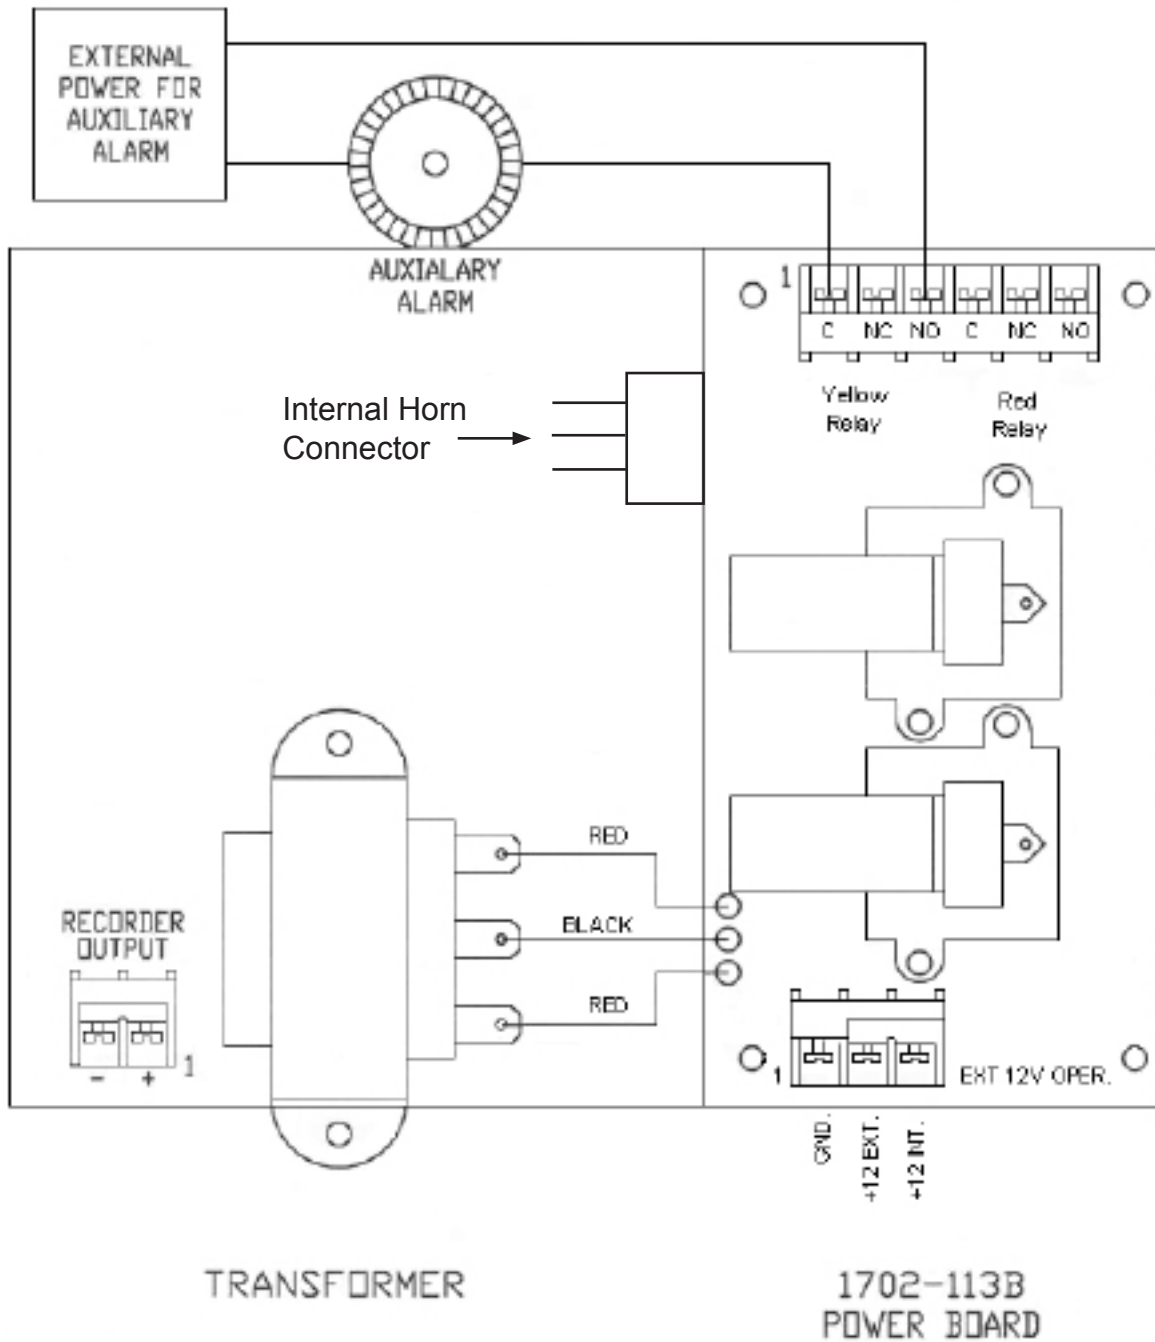 EXTERNAL
POWER FOR
AUXILIARY
ALARM
AUXIALARY
ALARM
1
C NC NO C NC NO
Yellow
Relay
Red
Relay
Internal Horn
Connector
RED
BLACK
RED
RECORDER
OUTPUT
- + 1
1
EXT 12V OPER.
GND.
+12 EXT.
+12 INT.
TRANSFORMER
1702-113B
POWER BOARD